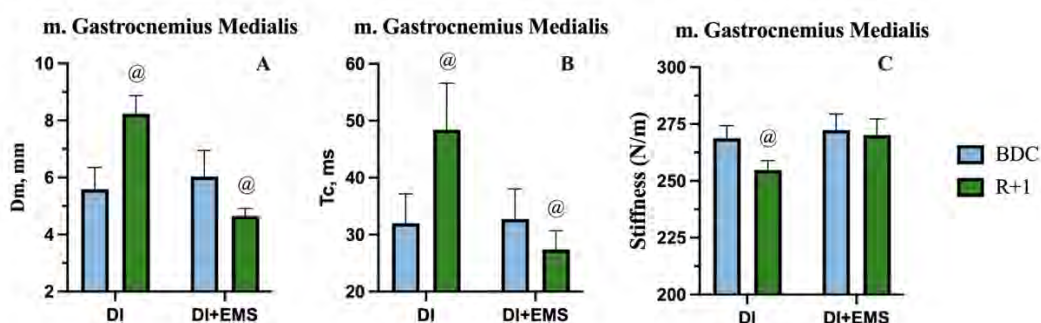 m. Gastrocnemius Medialis
A
Dm, mm
10
8
6
4
2
@
@
DI
DI+EMS
m. Gastrocnemius Medialis
B
Tc, ms
60
50
40
30
20
@
@
DI
DI+EMS
m. Gastrocnemius Medialis
C
Stiffness (N/m)
300
275
250
225
200
@
DI
DI+EMS
BDC
R+1